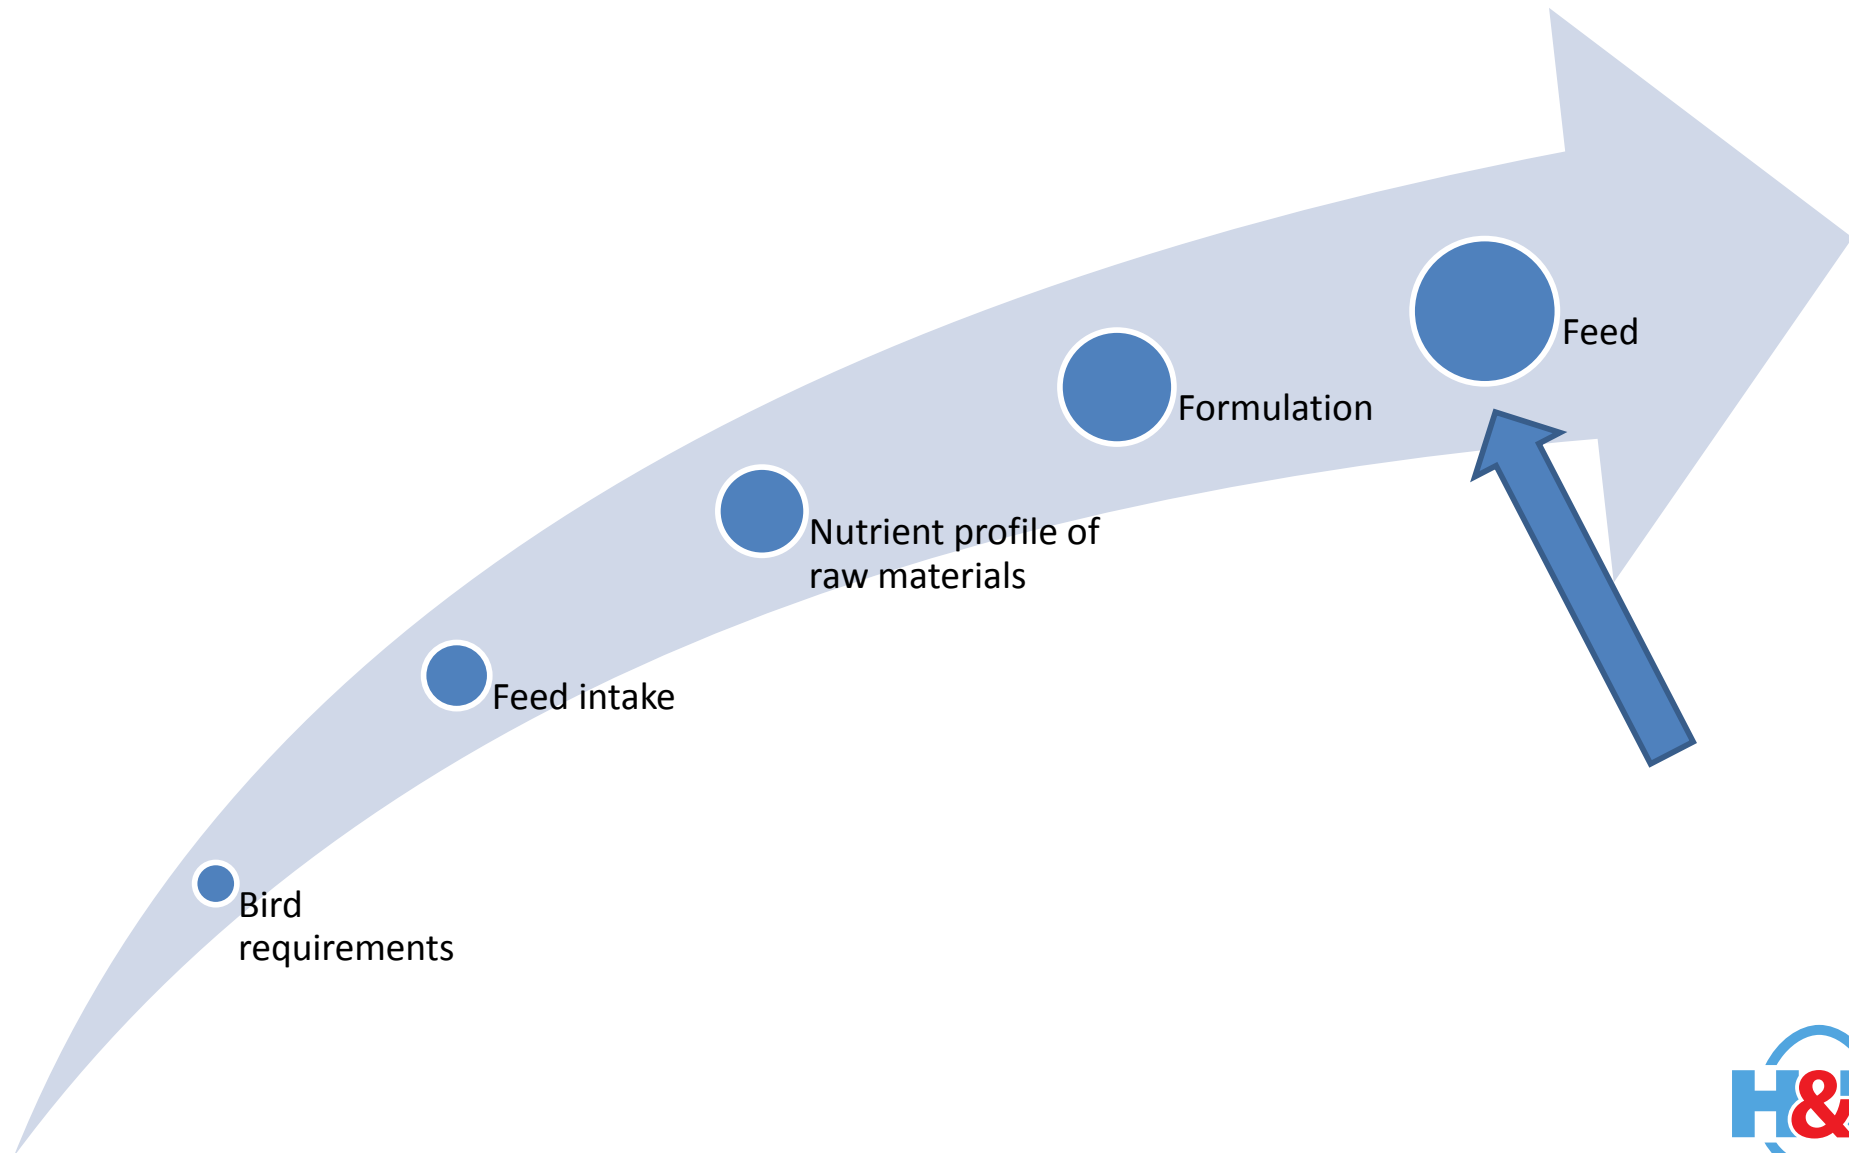 Feed
Formulation
Nutrient profile of
raw materials
Feed intake
Bird
requirements
H&